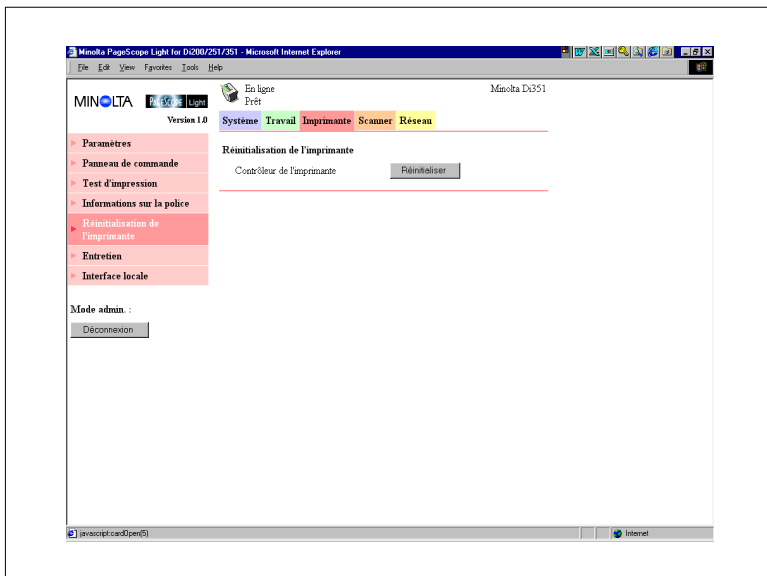 Minolta PageScope Light for Di200/251/351 - Microsoft Internet Explorer
File Edit View Favorites Tools Help
MINOLTA PAGESCOPE Light
Version 1.0
En ligne
Prêt
Minolta Di351
Système Travail Imprimante Scanner Réseau
Paramètres
Panneau de commande
Test d'impression
Informations sur la police
Réinitialisation de
l'imprimante
Entretien
Interface locale
Mode admin. :
Déconnexion
Réinitialisation de l'imprimante
Contrôleur de l'imprimante Réinitialiser
javascript:cardOpen(5)
Internet